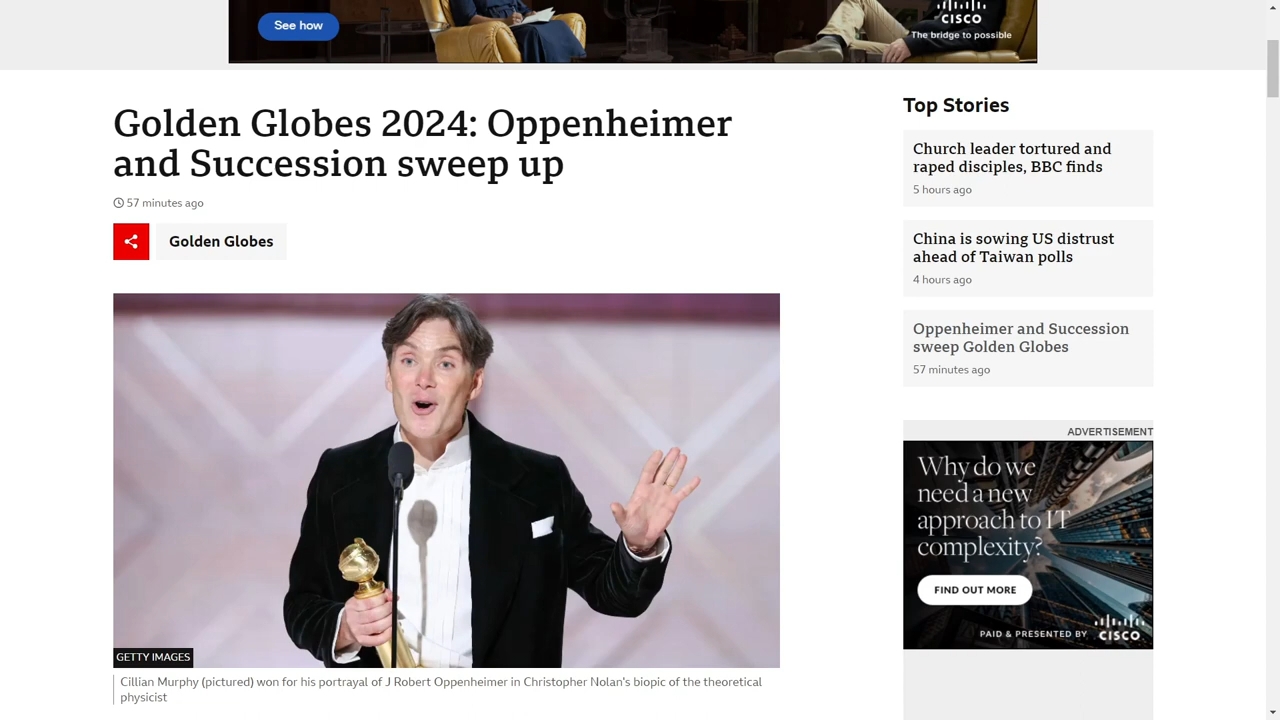 See how
CISCO
The bridge to possible
Golden Globes 2024: Oppenheimer
and Succession sweep up
57 minutes ago
Golden Globes
GETTY IMAGES
Cillian Murphy (pictured) won for his portrayal of J Robert Oppenheimer in Christopher Nolan's biopic of the theoretical
physicist
Top Stories
Church leader tortured and
raped disciples, BBC finds
5 hours ago
China is sowing US distrust
ahead of Taiwan polls
4 hours ago
Oppenheimer and Succession
sweep Golden Globes
57 minutes ago
ADVERTISEMENT
Why do we
need a new
approach to IT
complexity?
FIND OUT MORE
PAID & PRESENTED BY
CISCO